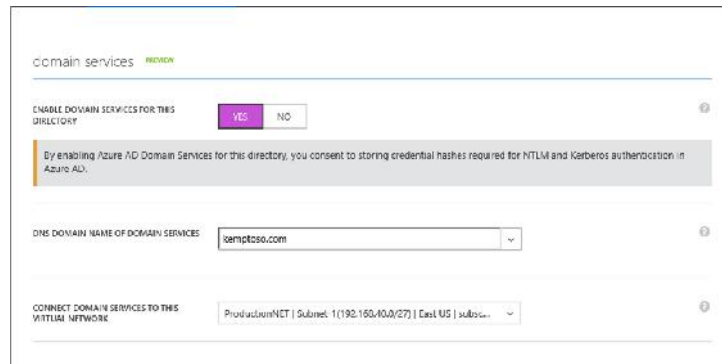 domain services PREVIEW
ENABLE DOMAIN SERVICES FOR THIS
DIRECTORY
YES NO
By enabling Azure AD Domain Services for this directory, you consent to storing credential hashes required for NTLM and Kerberos authentication in
Azure AD.
DNS DOMAIN NAME OF DOMAIN SERVICES
kemptoso.com
CONNECT DOMAIN SERVICES TO THIS
VIRTUAL NETWORK
ProductionNET | Subnet-1(192.168.40.0/27) | East US | subsc...